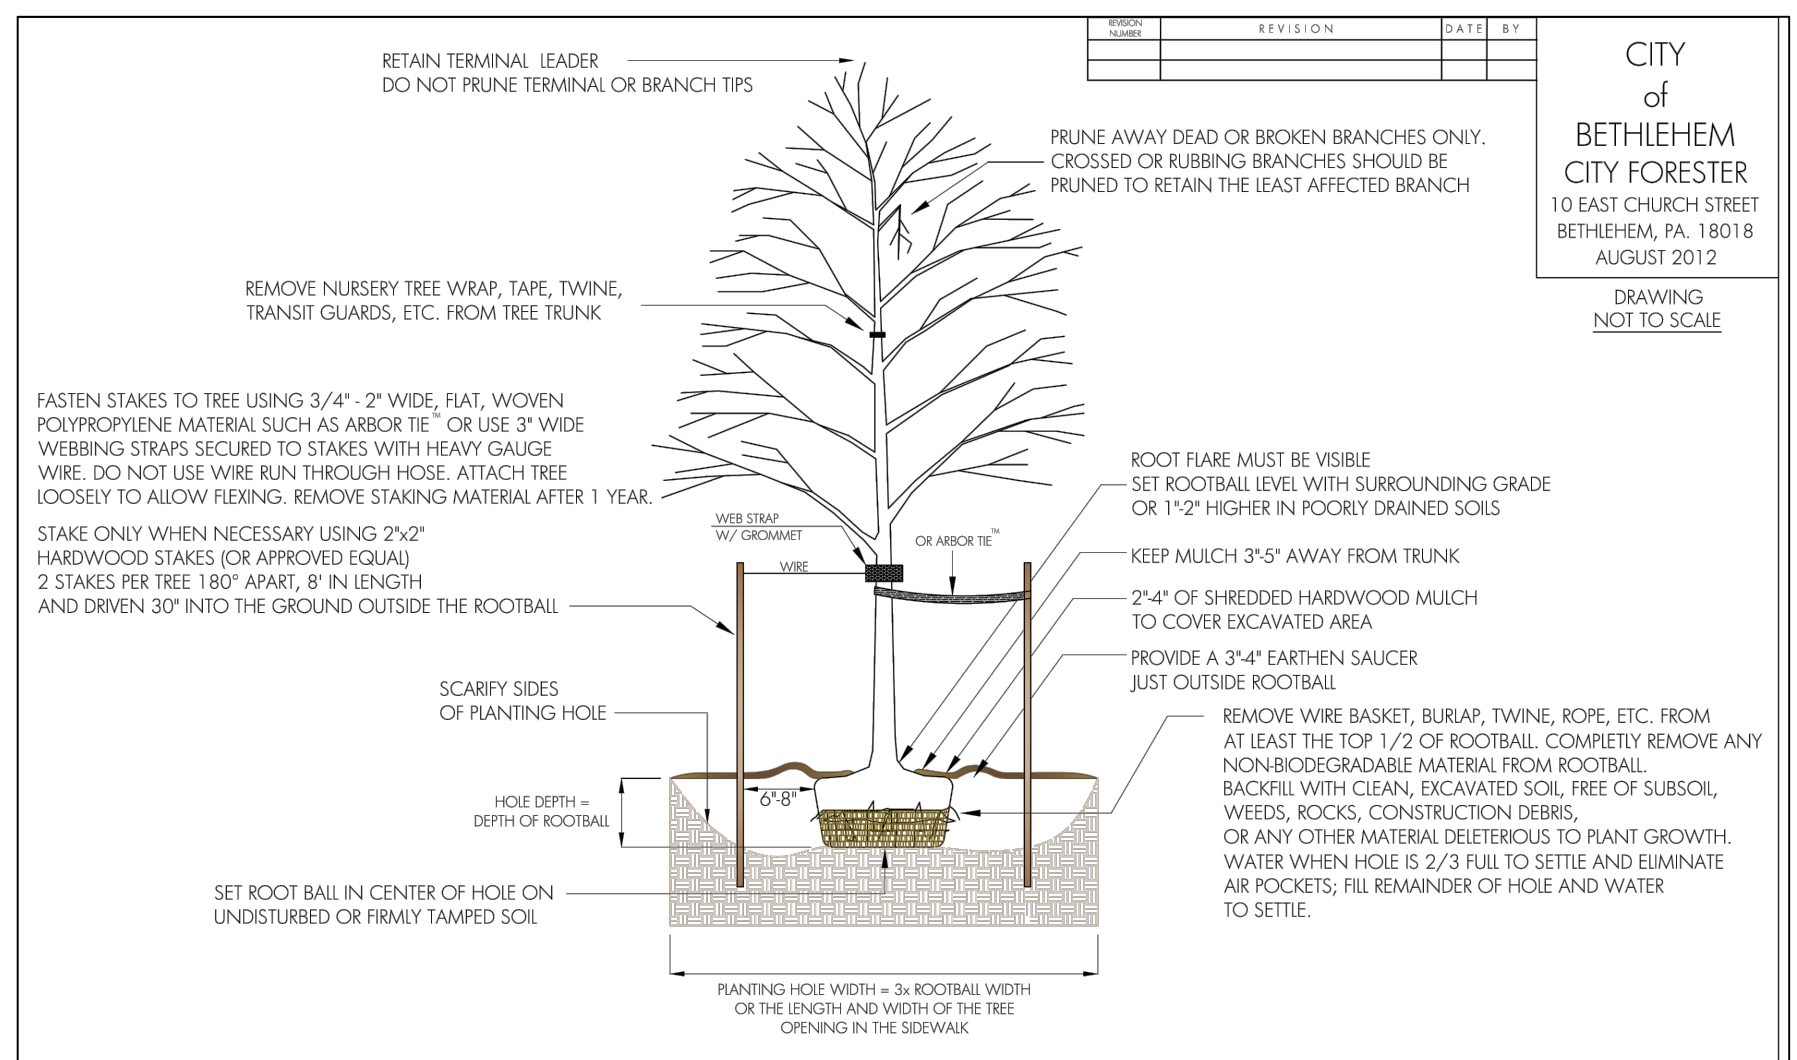 REVISION
NUMBER
REVISION
DATE
BY
CITY
of
BETHLEHEM
CITY FORESTER
10 EAST CHURCH STREET
BETHLEHEM, PA. 18018
AUGUST 2012
DRAWING
NOT TO SCALE
RETAIN TERMINAL LEADER
DO NOT PRUNE TERMINAL OR BRANCH TIPS
PRUNE AWAY DEAD OR BROKEN BRANCHES ONLY.
CROSSED OR RUBBING BRANCHES SHOULD BE
PRUNED TO RETAIN THE LEAST AFFECTED BRANCH
REMOVE NURSERY TREE WRAP, TAPE, TWINE,
TRANSIT GUARDS, ETC. FROM TREE TRUNK
FASTEN STAKES TO TREE USING 3/4" - 2" WIDE, FLAT, WOVEN
POLYPROPYLENE MATERIAL SUCH AS ARBOR TIE™ OR USE 3" WIDE
WEBBING STRAPS SECURED TO STAKES WITH HEAVY GAUGE
WIRE. DO NOT USE WIRE RUN THROUGH HOSE. ATTACH TREE
LOOSELY TO ALLOW FLEXING. REMOVE STAKING MATERIAL AFTER 1 YEAR.
STAKE ONLY WHEN NECESSARY USING 2"x2"
HARDWOOD STAKES (OR APPROVED EQUAL)
2 STAKES PER TREE 180° APART, 8' IN LENGTH
AND DRIVEN 30" INTO THE GROUND OUTSIDE THE ROOTBALL
WEB STRAP
W/ GROMMET
WIRE
OR ARBOR TIE™
ROOT FLARE MUST BE VISIBLE
SET ROOTBALL LEVEL WITH SURROUNDING GRADE
OR 1"-2" HIGHER IN POORLY DRAINED SOILS
KEEP MULCH 3"-5" AWAY FROM TRUNK
2"-4" OF SHREDDED HARDWOOD MULCH
TO COVER EXCAVATED AREA
PROVIDE A 3"-4" EARTHEN SAUCER
JUST OUTSIDE ROOTBALL
SCARIFY SIDES
OF PLANTING HOLE
REMOVE WIRE BASKET, BURLAP, TWINE, ROPE, ETC. FROM
AT LEAST THE TOP 1/2 OF ROOTBALL. COMPLETLY REMOVE ANY
NON-BIODEGRADABLE MATERIAL FROM ROOTBALL.
BACKFILL WITH CLEAN, EXCAVATED SOIL, FREE OF SUBSOIL,
WEEDS, ROCKS, CONSTRUCTION DEBRIS,
OR ANY OTHER MATERIAL DELETERIOUS TO PLANT GROWTH.
WATER WHEN HOLE IS 2/3 FULL TO SETTLE AND ELIMINATE
AIR POCKETS; FILL REMAINDER OF HOLE AND WATER
TO SETTLE.
6"-8"
HOLE DEPTH =
DEPTH OF ROOTBALL
SET ROOT BALL IN CENTER OF HOLE ON
UNDISTURBED OR FIRMLY TAMPED SOIL
PLANTING HOLE WIDTH = 3x ROOTBALL WIDTH
OR THE LENGTH AND WIDTH OF THE TREE
OPENING IN THE SIDEWALK